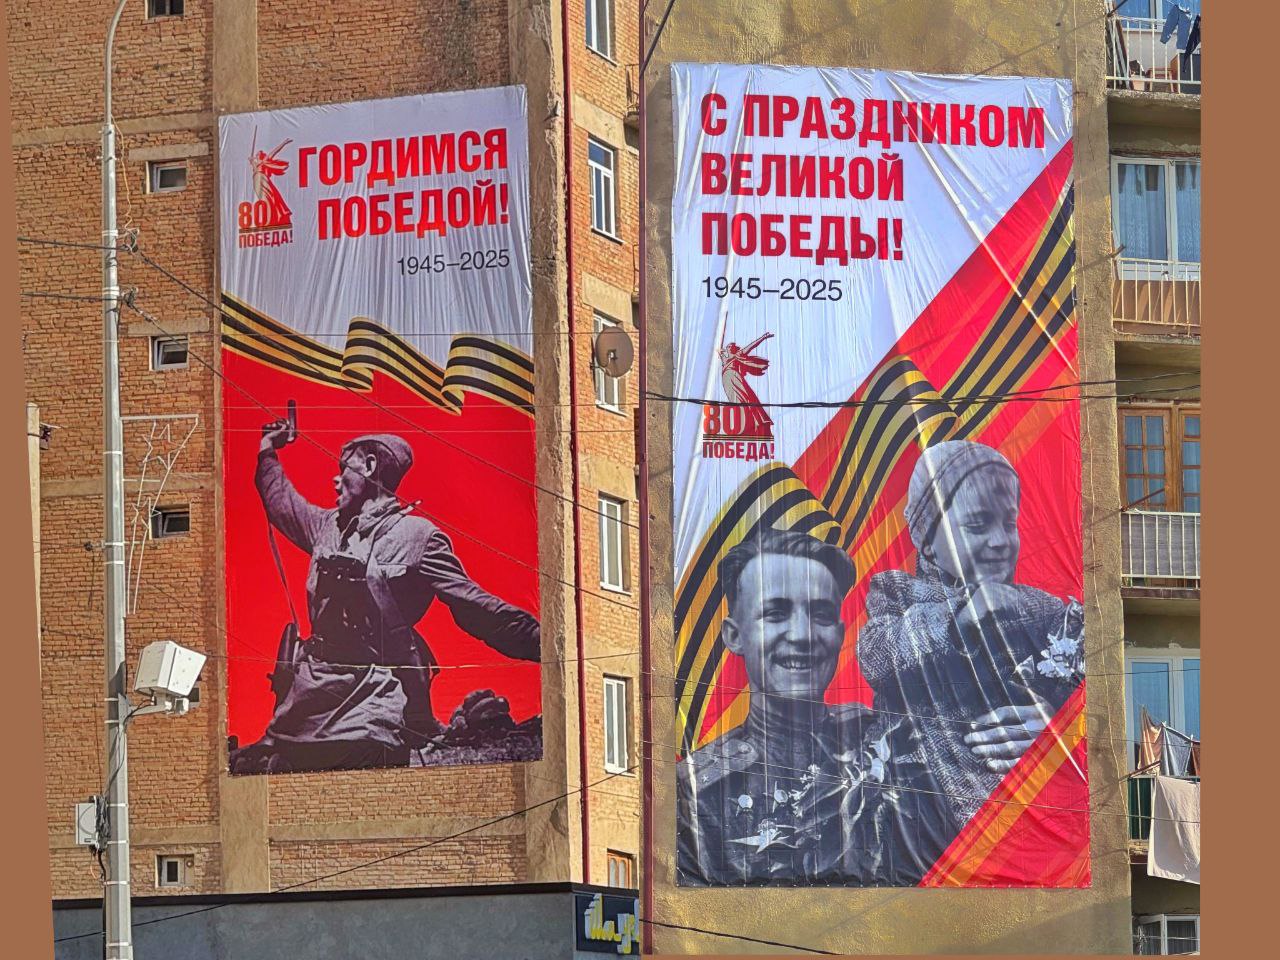 ГОРДИМСЯ
ПОБЕДОЙ!
80
ПОБЕДА!
1945–2025
С ПРАЗДНИКОМ
ВЕЛИКОЙ
ПОБЕДЫ!
1945–2025
80
ПОБЕДА!